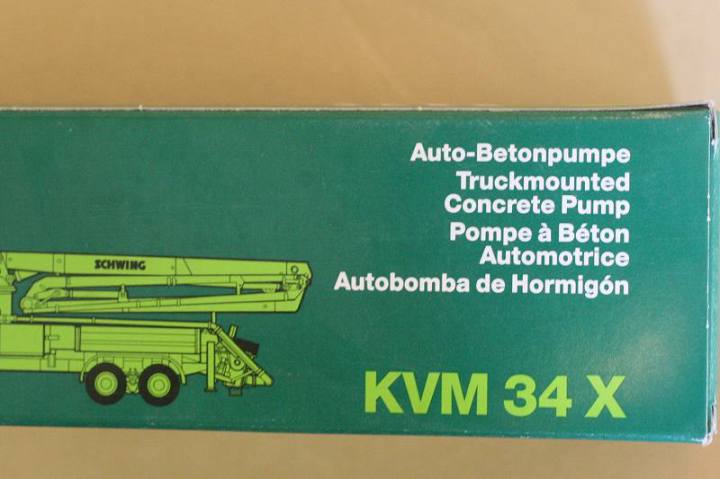 Auto-Betonpumpe
Truckmounted
Concrete Pump
Pompe à Béton
Automotrice
Autobomba de Hormigón
SCHWING
KVM 34 X